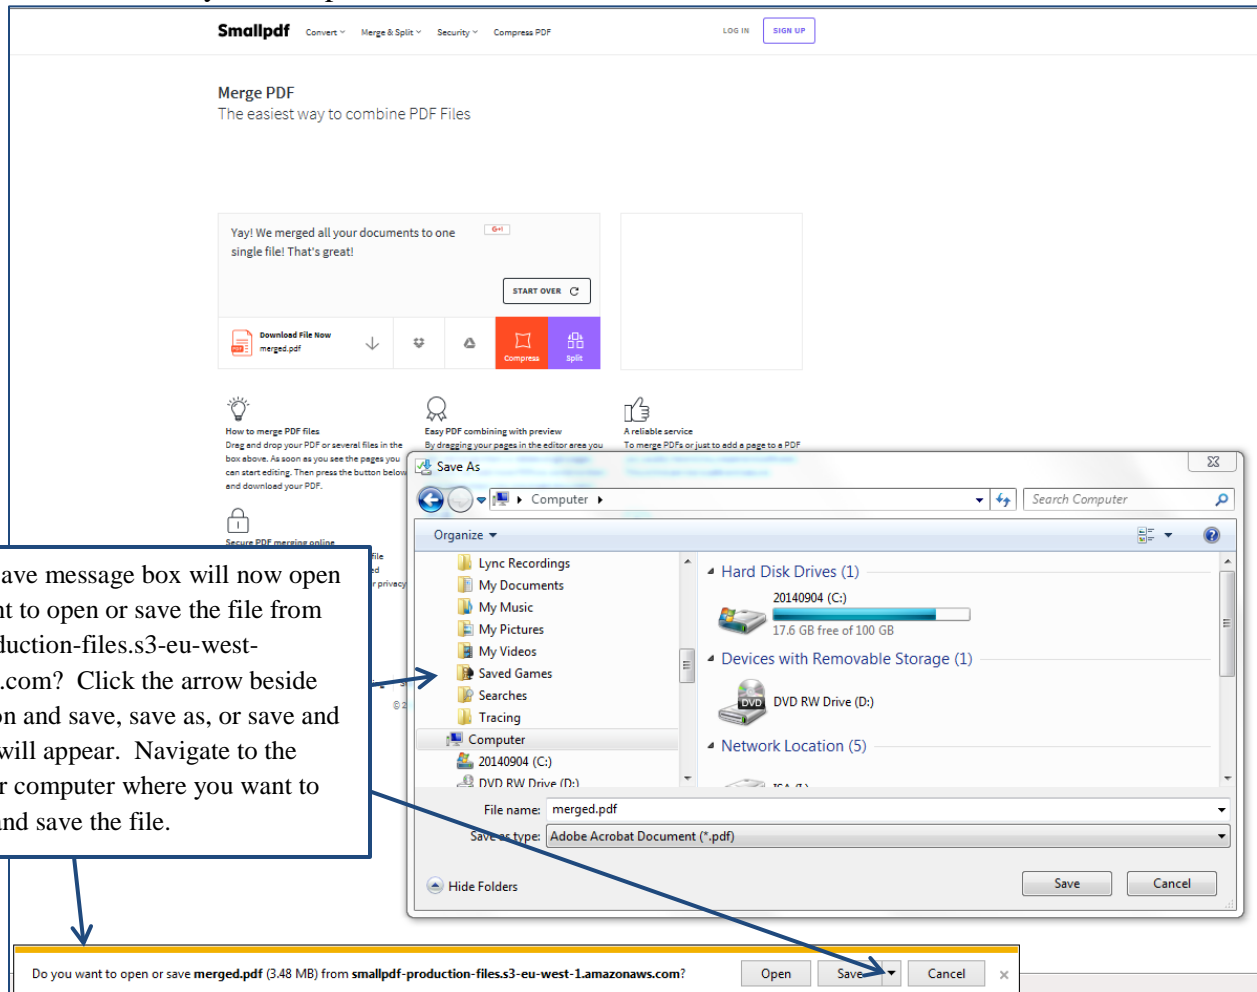 Smallpdf Convert Merge & Split Security Compress PDF LOG IN SIGN UP
Merge PDF
The easiest way to combine PDF Files
Yay! We merged all your documents to one
single file! That's great!
G+1
START OVER
Download File Now
merged.pdf
Compress
Split
How to merge PDF files
Drag and drop your PDF or several files in the
box above. As soon as you see the pages you
can start editing. Then press the button below
and download your PDF.
Easy PDF combining with preview
By dragging your pages in the editor area you
A reliable service
To merge PDFs or just to add a page to a PDF
Secure PDF merging online
file
ed
r privacy
ave message box will now open
nt to open or save the file from
duction-files.s3-eu-west-
.com? Click the arrow beside
on and save, save as, or save and
will appear. Navigate to the
r computer where you want to
and save the file.
© 2
Save As
Computer
Search Computer
Organize
Lync Recordings
My Documents
My Music
My Pictures
My Videos
Saved Games
Searches
Tracing
Computer
20140904 (C:)
DVD RW Drive (D:)
Hard Disk Drives (1)
20140904 (C:)
17.6 GB free of 100 GB
Devices with Removable Storage (1)
DVD
DVD RW Drive (D:)
Network Location (5)
File name: merged.pdf
Save as type: Adobe Acrobat Document (*.pdf)
Hide Folders
Save
Cancel
Do you want to open or save merged.pdf (3.48 MB) from smallpdf-production-files.s3-eu-west-1.amazonaws.com? Open Save Cancel